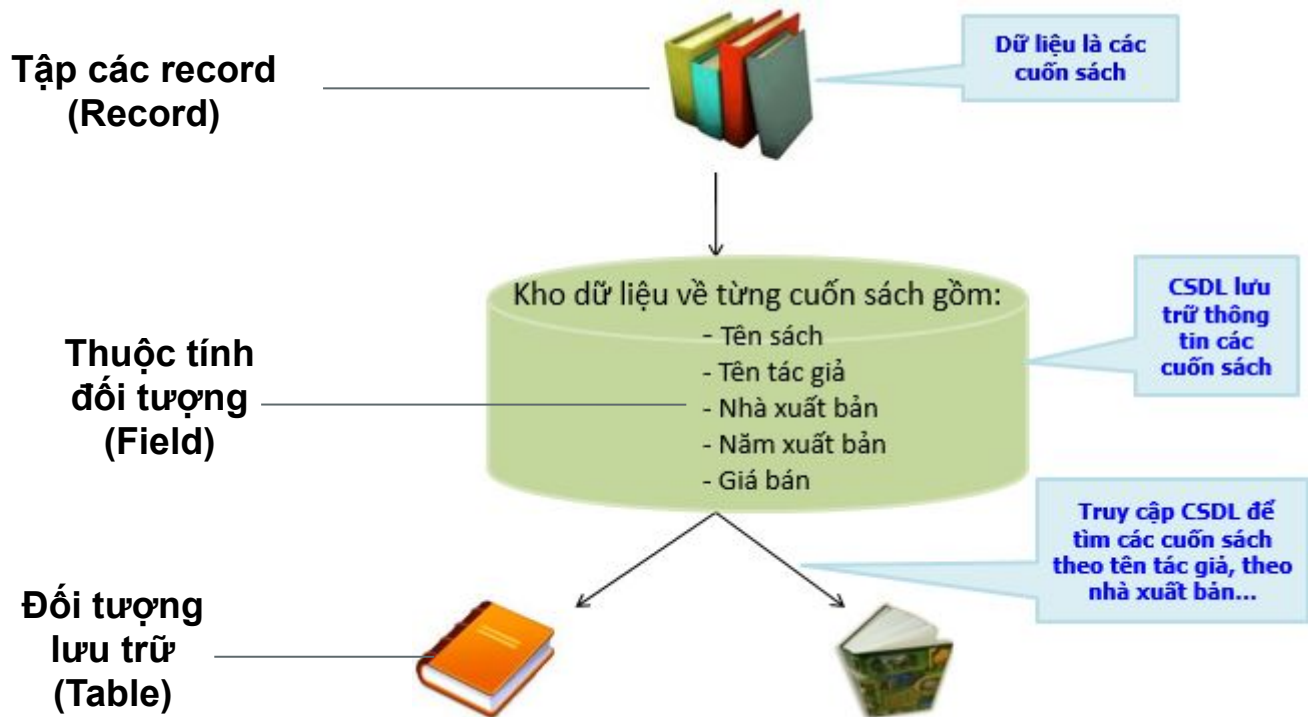 Tập các record
(Record)
Dữ liệu là các
cuốn sách
Kho dữ liệu về từng cuốn sách gồm:
- Tên sách
- Tên tác giả
- Nhà xuất bản
- Năm xuất bản
- Giá bán
CSDL lưu
trữ thông
tin các
cuốn sách
Thuộc tính
đối tượng
(Field)
Truy cập CSDL để
tìm các cuốn sách
theo tên tác giả, theo
nhà xuất bản...
Đối tượng
lưu trữ
(Table)